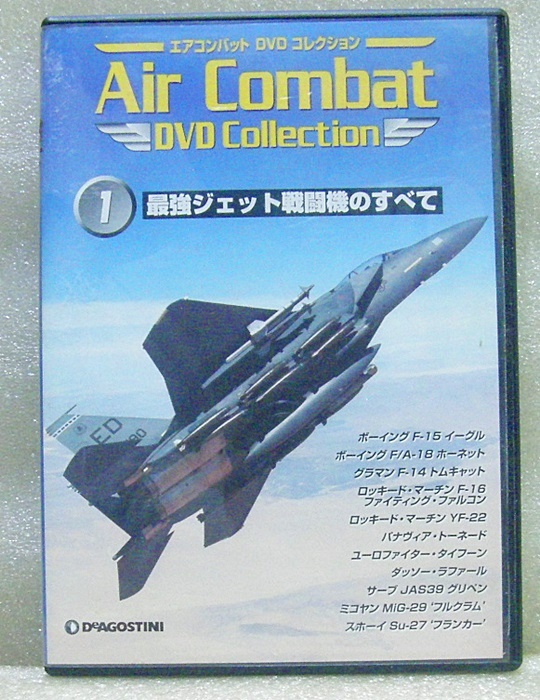 エアコンバット DVD コレクション
Air Combat
DVD Collection
1 最強ジェット戦闘機のすべて
ED
90
ボーイング F-15 イーグル
ボーイング F/A-18 ホーネット
グラマン F-14 トムキャット
ロッキード・マーチン F-16
ファイティング・ファルコン
ロッキード・マーチン YF-22
パナヴィア・トーネード
ユーロファイター・タイフーン
ダッソー・ラファール
サーブ JAS39 グリペン
ミコヤン MiG-29 ‘フルクラム’
スホーイ Su-27 ‘フランカー’
DeAGOSTINI